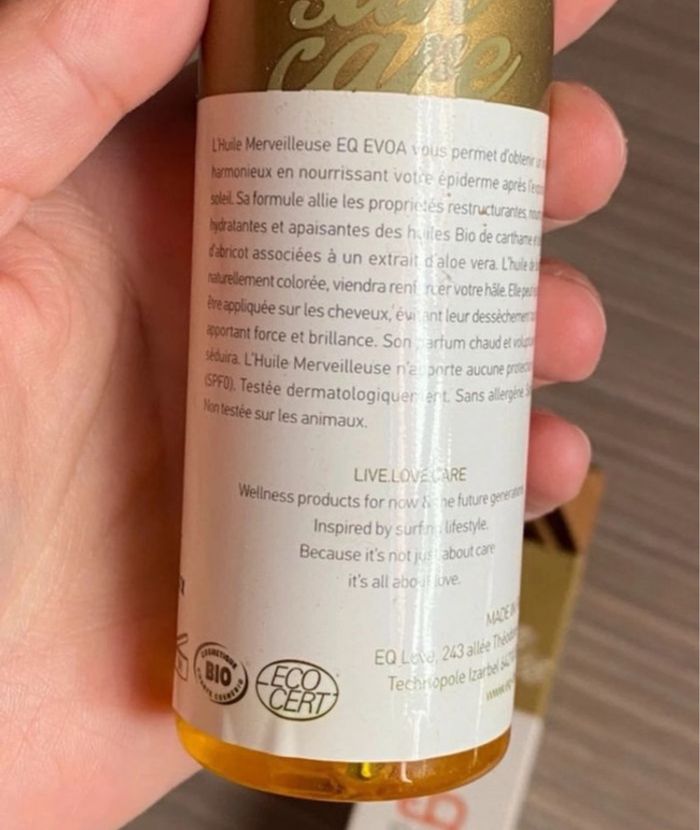 sun
care
L'Huile Merveilleuse EQ EVOA vous permet d'obtenir un
harmonieux en nourrissant votre épiderme après
soleil. Sa formule allie les propriétés restructurantes,
hydratantes et apaisantes des huiles Bio de carthame
d'abricot associées à un extrait d'aloe vera. L'huile de
naturellement colorée, viendra renforcer votre hâle. Elle peut
être appliquée sur les cheveux, évitant leur dessèchement
apportant force et brillance. Son parfum chaud et
séduira. L'Huile Merveilleuse n'apporte aucune
(SPF0). Testée dermatologiquement. Sans allergène.
Non testée sur les animaux.
LIVE.LOVE.CARE
Wellness products for now & the future
Inspired by surfing lifestyle.
Because it's not just about care
it's all about love.
MADE IN
EQ Love, 243 allée
Technopole Izarbel
COSMETIQUE
BIO
ECO
CERT